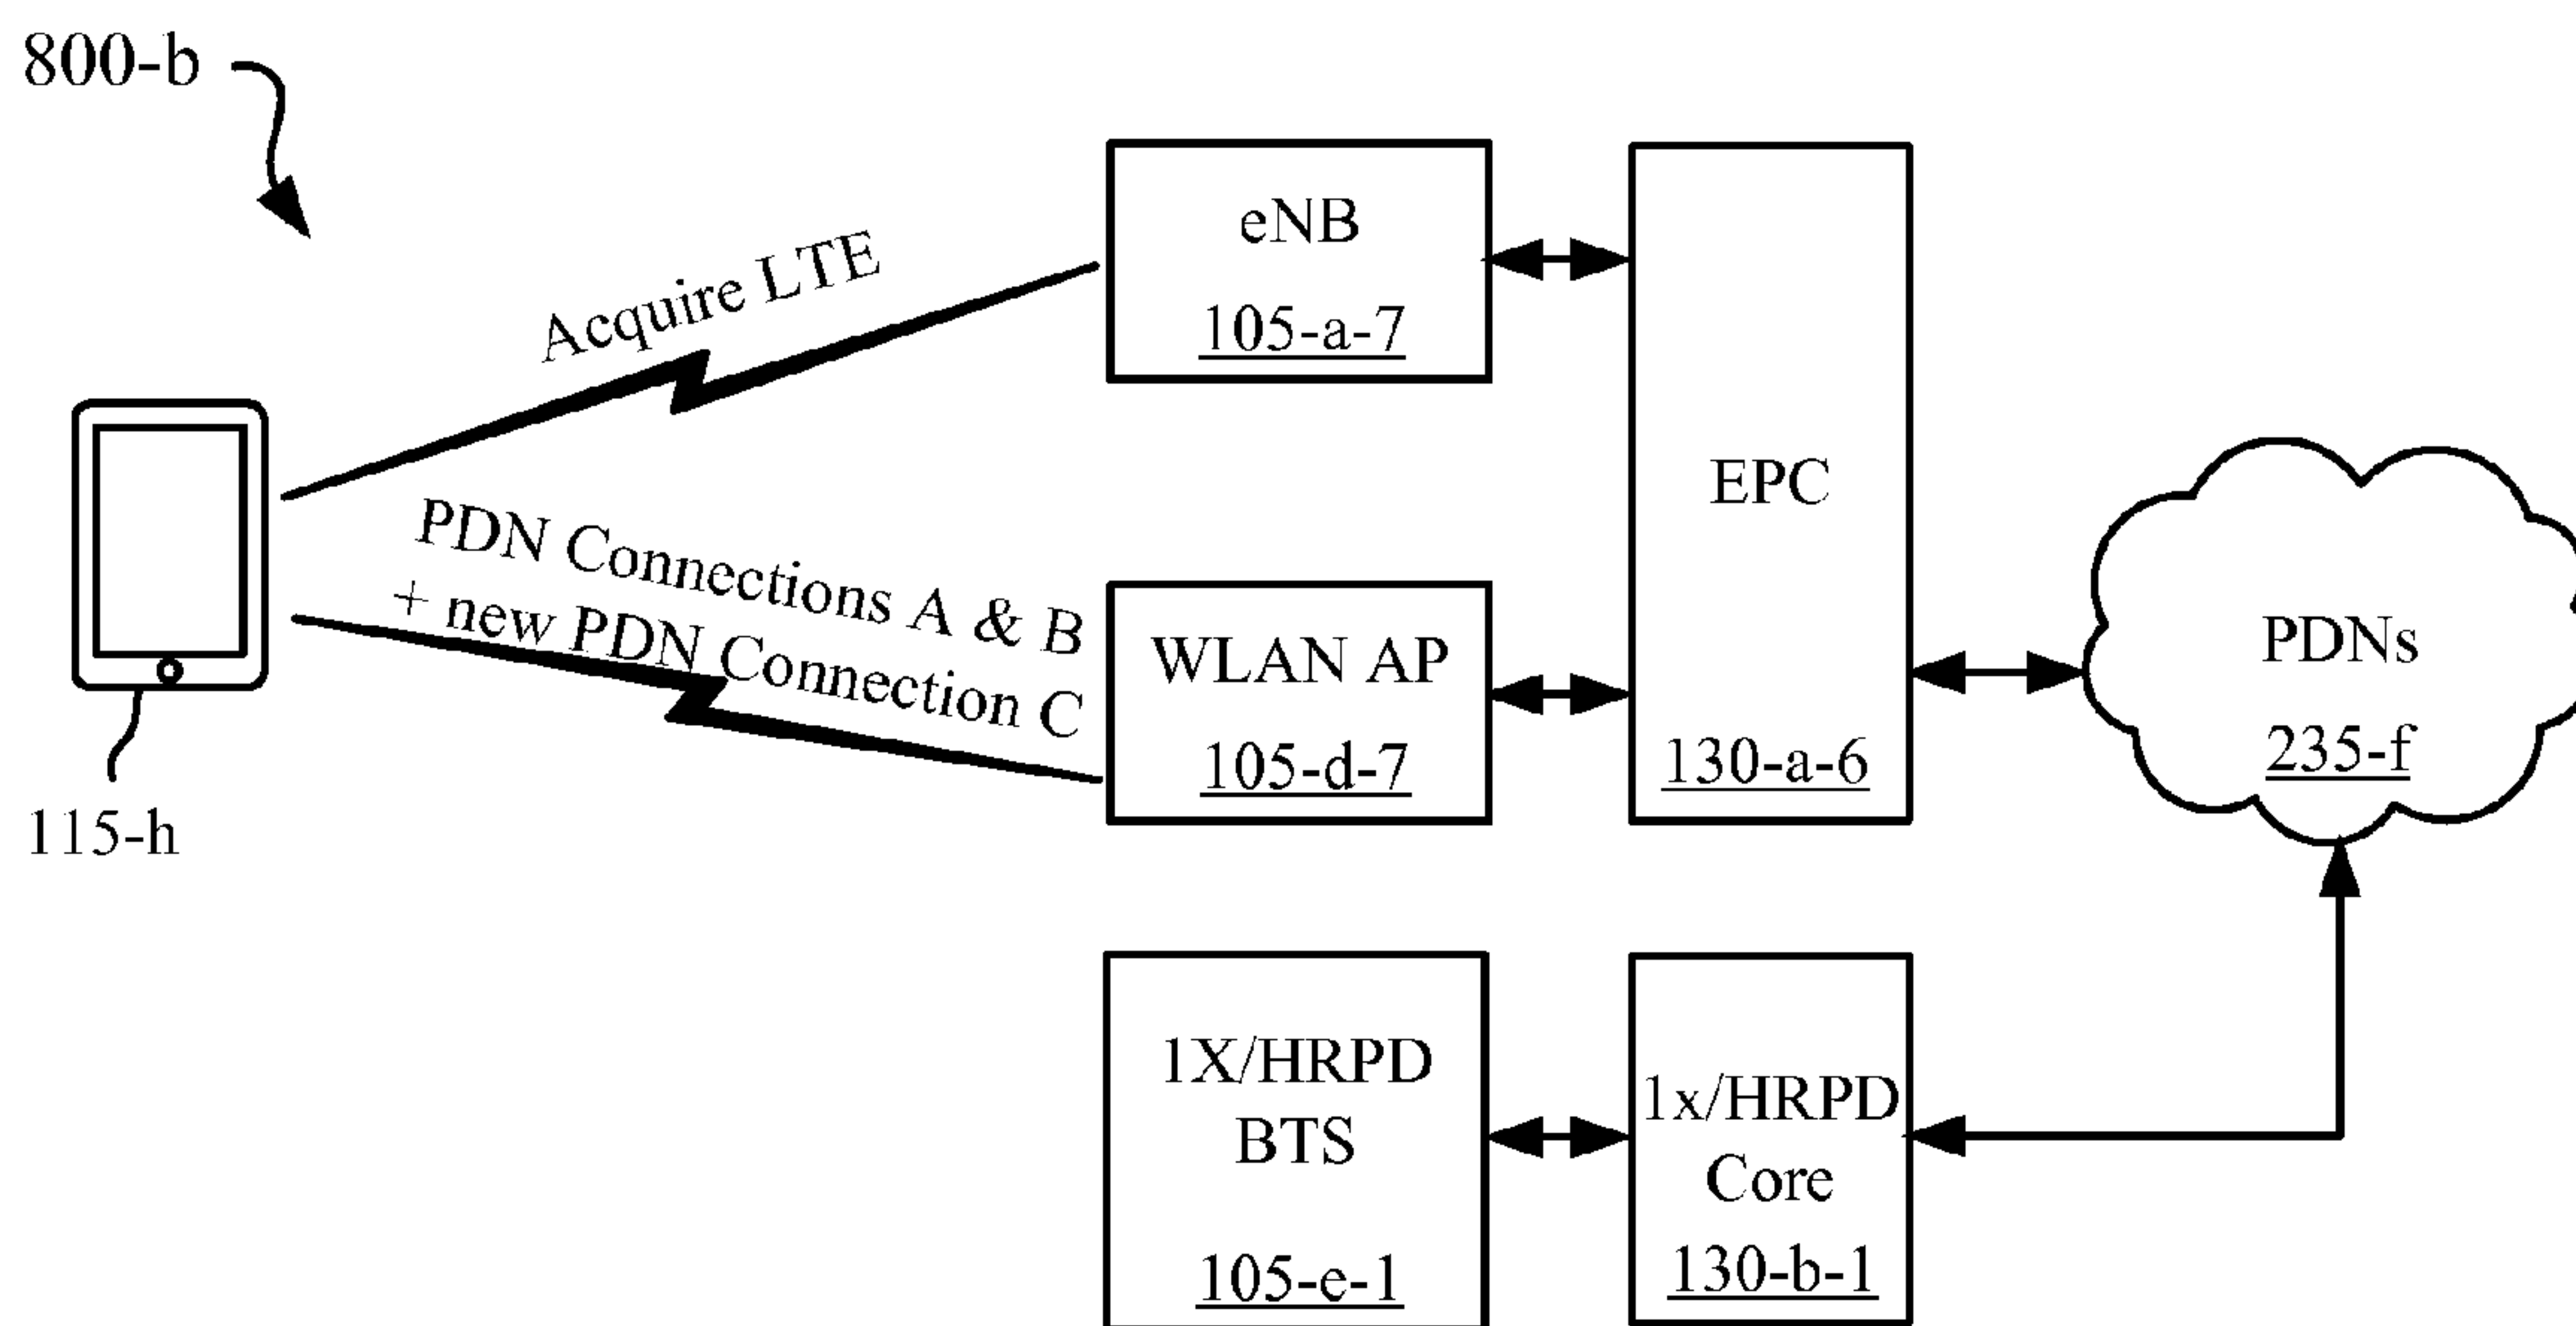 800-b
Acquire LTE
eNB
105-a-7
EPC
130-a-6
PDN Connections A & B
+ new PDN Connection C
WLAN AP
105-d-7
PDNs
235-f
115-h
1X/HRPD
BTS
105-e-1
1x/HRPD
Core
130-b-1